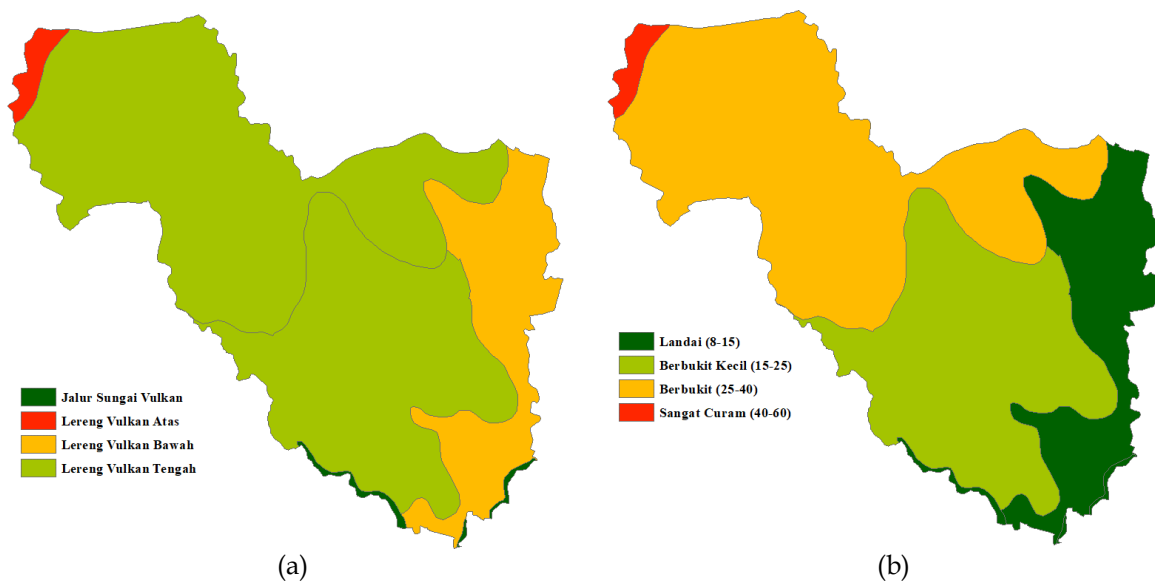 Jalur Sungai Vulkan
Lereng Vulkan Atas
Lereng Vulkan Bawah
Lereng Vulkan Tengah
(a)
Landai (8-15)
Berbukit Kecil (15-25)
Berbukit (25-40)
Sangat Curam (40-60)
(b)